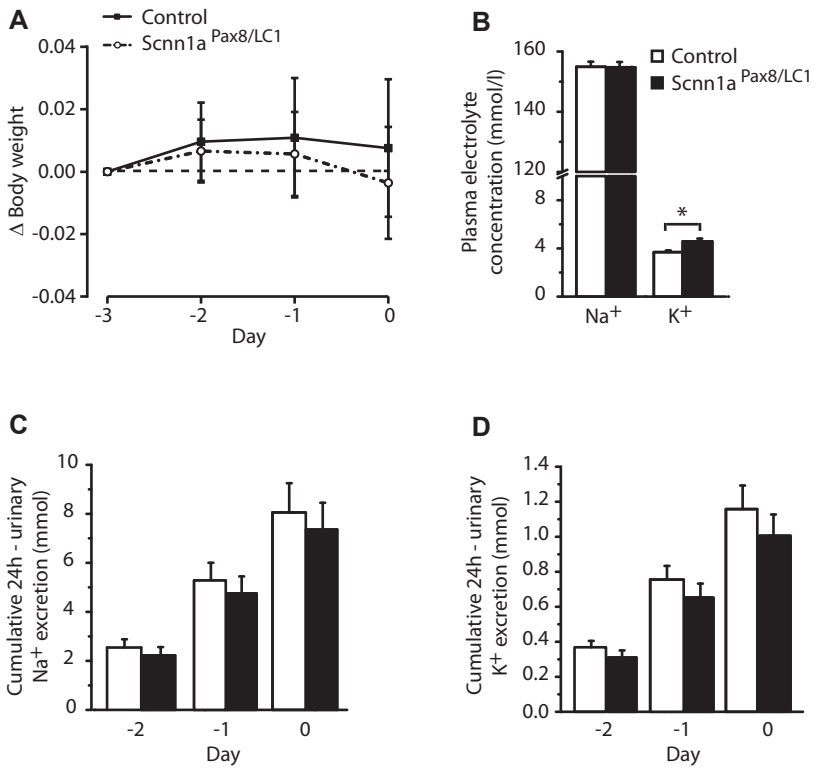 A
Control
Scnn1a Pax8/LC1
0.04
0.02
0.00
-0.02
-0.04
Δ Body weight
-3 -2 -1 0
Day
B
Control
Scnn1a Pax8/LC1
160
140
120
8
4
0
Plasma electrolyte
concentration (mmol/l)
*
Na+ K+
C
10
8
6
4
2
0
Cumulative 24h - urinary
Na+ excretion (mmol)
-2 -1 0
Day
D
1.4
1.2
1.0
0.8
0.6
0.4
0.2
0.0
Cumulative 24h - urinary
K+ excretion (mmol)
-2 -1 0
Day